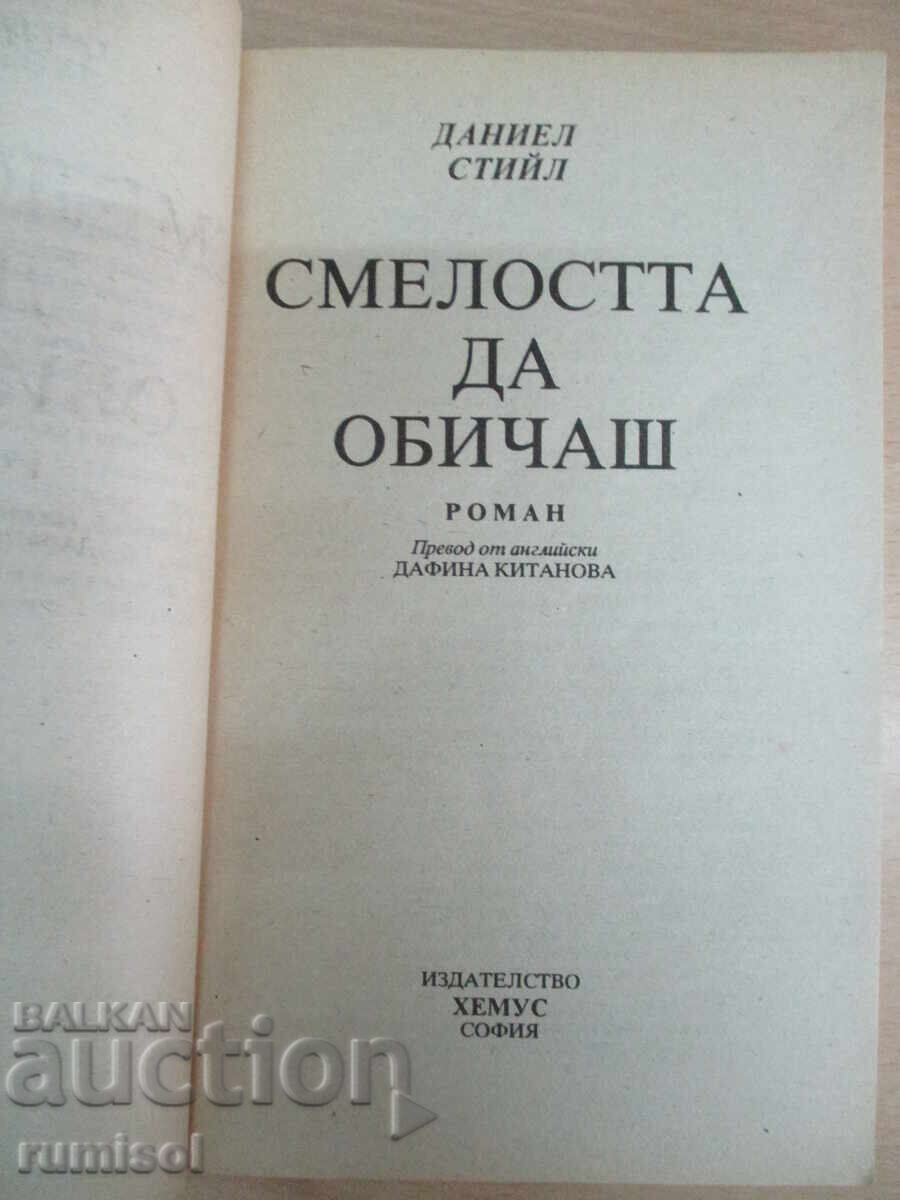 ДАНИЕЛ
СТИЙЛ
СМЕЛОСТТА
ДА
ОБИЧАШ
РОМАН
Превод от английски
ДАФИНА КИТАНОВА
ИЗДАТЕЛСТВО
ХЕМУС
СОФИЯ
BALKAN
auction
rumisol